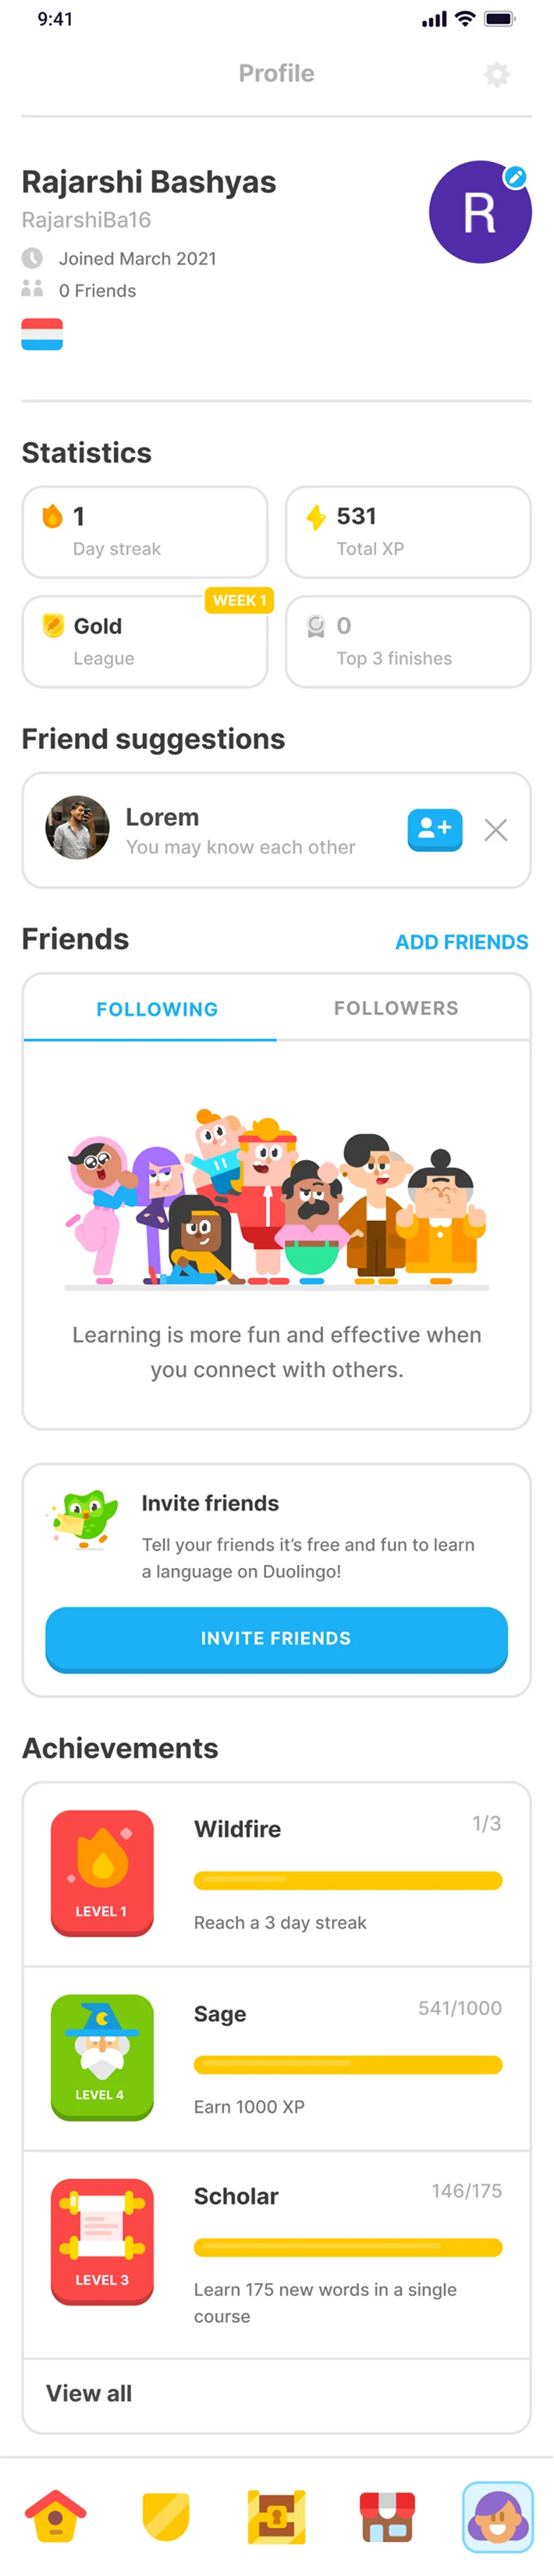 9:41
Profile
Rajarshi Bashyas
R
RajarshiBa16
Joined March 2021
0 Friends
Statistics
1
Day streak
531
Total XP
WEEK 1
Gold
League
0
Top 3 finishes
Friend suggestions
Lorem
You may know each other
Friends
ADD FRIENDS
FOLLOWING
FOLLOWERS
Learning is more fun and effective when
you connect with others.
Invite friends
Tell your friends it's free and fun to learn
a language on Duolingo!
INVITE FRIENDS
Achievements
LEVEL 1
Wildfire
1/3
Reach a 3 day streak
LEVEL 4
Sage
541/1000
Earn 1000 XP
LEVEL 3
Scholar
146/175
Learn 175 new words in a single
course
View all